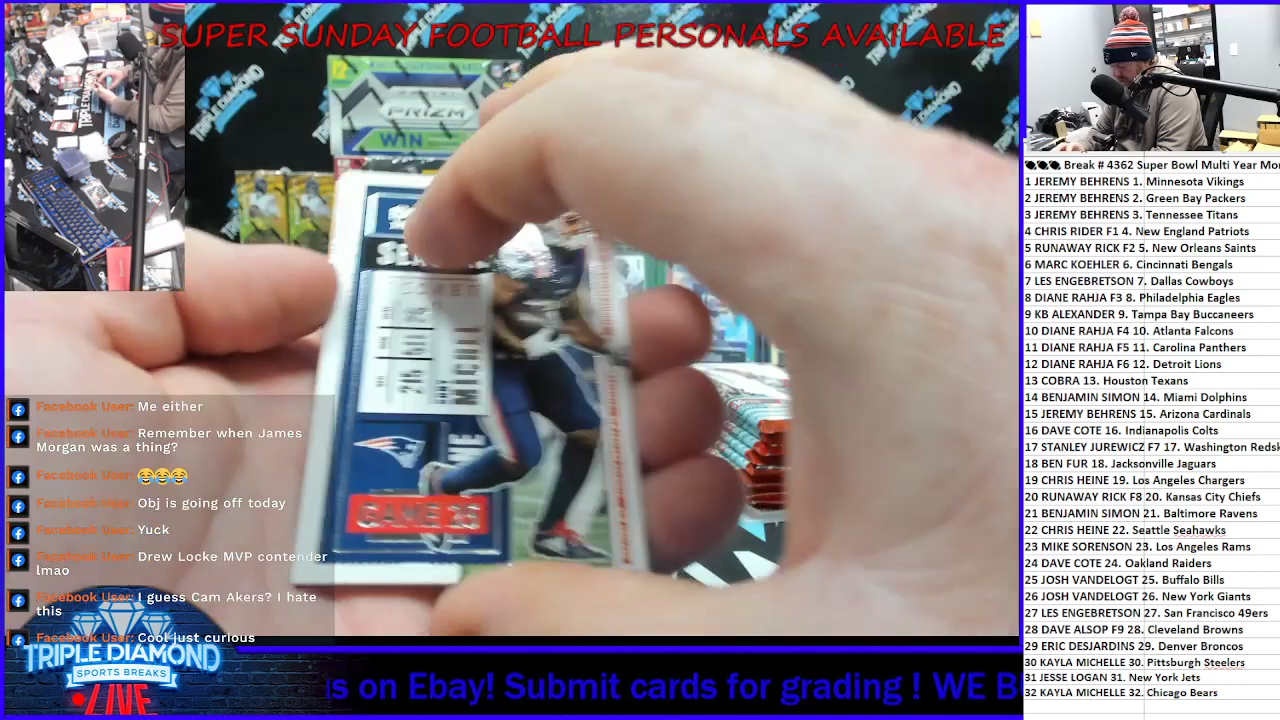 SUPER SUNDAY FOOTBALL PERSONALS AVAILABLE
TRIPLE DIAMOND
PRIZM
WIN
MICHEL
GAME 26
Facebook User: Me either
Facebook User: Remember when James
Morgan was a thing?
Facebook User: 😂😂😂
Facebook User: Obj is going off today
Facebook User: Yuck
Facebook User: Drew Locke MVP contender
lmao
Facebook User: I guess Cam Akers? I hate
this
Facebook User: Cool just curious
TRIPLE DIAMOND
SPORTS BREAKS
LIVE
s on Ebay! Submit cards for grading ! WE B
Break # 4362 Super Bowl Multi Year Mo
1 JEREMY BEHRENS 1. Minnesota Vikings
2 JEREMY BEHRENS 2. Green Bay Packers
3 JEREMY BEHRENS 3. Tennessee Titans
4 CHRIS RIDER F1 4. New England Patriots
5 RUNAWAY RICK F2 5. New Orleans Saints
6 MARC KOEHLER 6. Cincinnati Bengals
7 LES ENGEBRETSON 7. Dallas Cowboys
8 DIANE RAHJA F3 8. Philadelphia Eagles
9 KB ALEXANDER 9. Tampa Bay Buccaneers
10 DIANE RAHJA F4 10. Atlanta Falcons
11 DIANE RAHJA F5 11. Carolina Panthers
12 DIANE RAHJA F6 12. Detroit Lions
13 COBRA 13. Houston Texans
14 BENJAMIN SIMON 14. Miami Dolphins
15 JEREMY BEHRENS 15. Arizona Cardinals
16 DAVE COTE 16. Indianapolis Colts
17 STANLEY JUREWICZ F7 17. Washington Redsk
18 BEN FUR 18. Jacksonville Jaguars
19 CHRIS HEINE 19. Los Angeles Chargers
20 RUNAWAY RICK F8 20. Kansas City Chiefs
21 BENJAMIN SIMON 21. Baltimore Ravens
22 CHRIS HEINE 22. Seattle Seahawks
23 MIKE SORENSON 23. Los Angeles Rams
24 DAVE COTE 24. Oakland Raiders
25 JOSH VANDELOGT 25. Buffalo Bills
26 JOSH VANDELOGT 26. New York Giants
27 LES ENGEBRETSON 27. San Francisco 49ers
28 DAVE ALSOP F9 28. Cleveland Browns
29. Denver Broncos
30 KAILA MURRAY 30. Pittsburgh Steelers
31 JOSE DOGAN 31. New York Jets
32 KAILA MURRAY 32. Chicago Bears